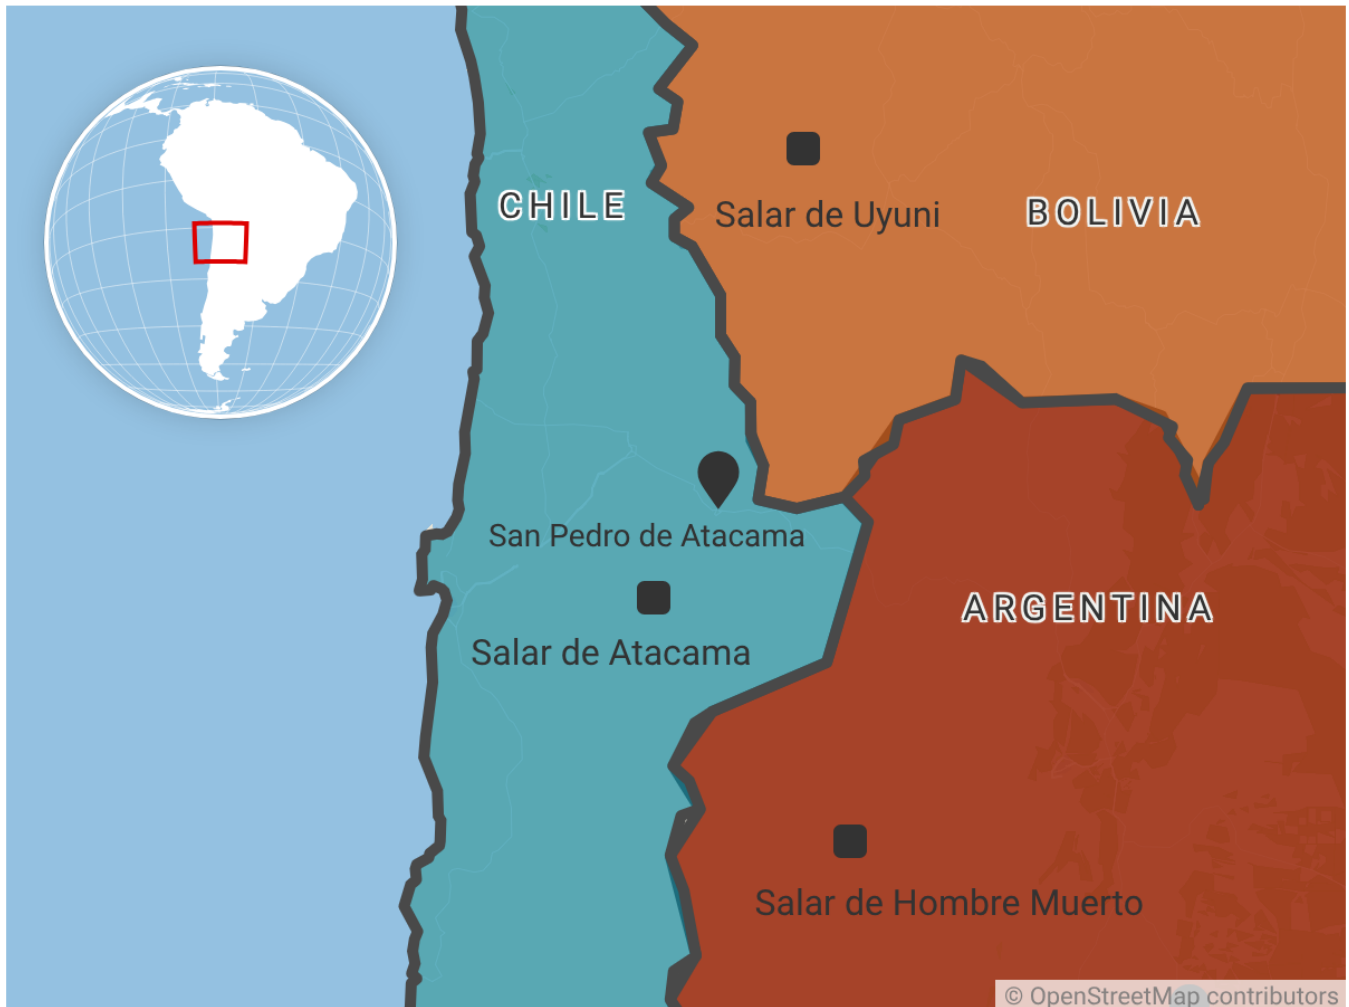 CHILE
Salar de Uyuni
BOLIVIA
San Pedro de Atacama
ARGENTINA
Salar de Atacama
Salar de Hombre Muerto
© OpenStreetMap contributors